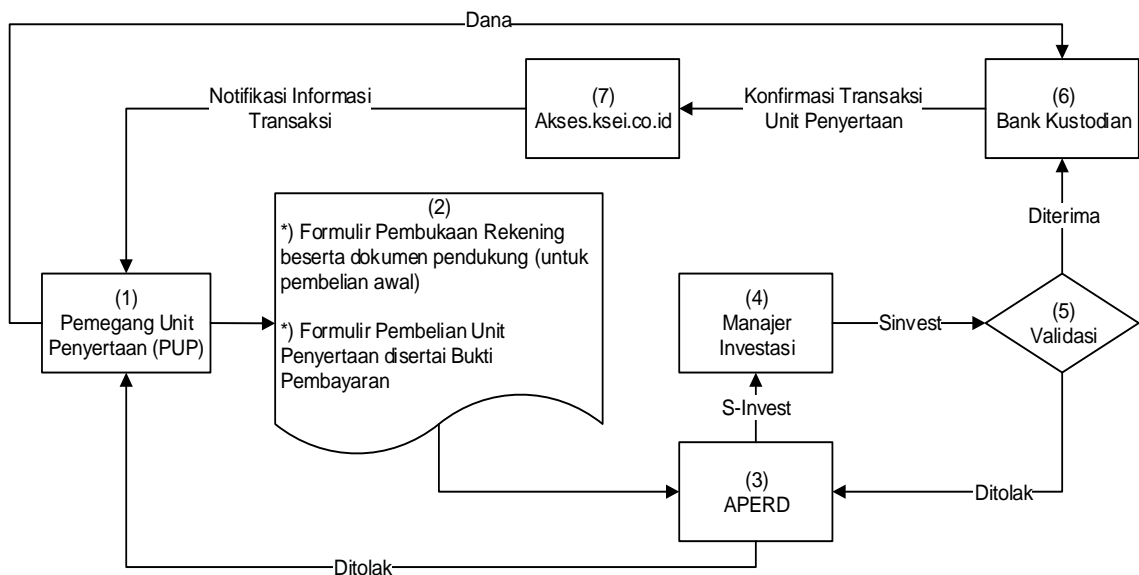 Dana
Notifikasi Informasi
Transaksi
(7)
Akses.ksei.co.id
Konfirmasi Transaksi
Unit Penyertaan
(6)
Bank Kustodian
(2)
*) Formulir Pembukaan Rekening
beserta dokumen pendukung (untuk
pembelian awal)
*) Formulir Pembelian Unit
Penyertaan disertai Bukti
Pembayaran
Diterima
(1)
Pemegang Unit
Penyertaan (PUP)
(4)
Manajer
Investasi
Sinvest
(5)
Validasi
S-Invest
(3)
APERD
Ditolak
Ditolak